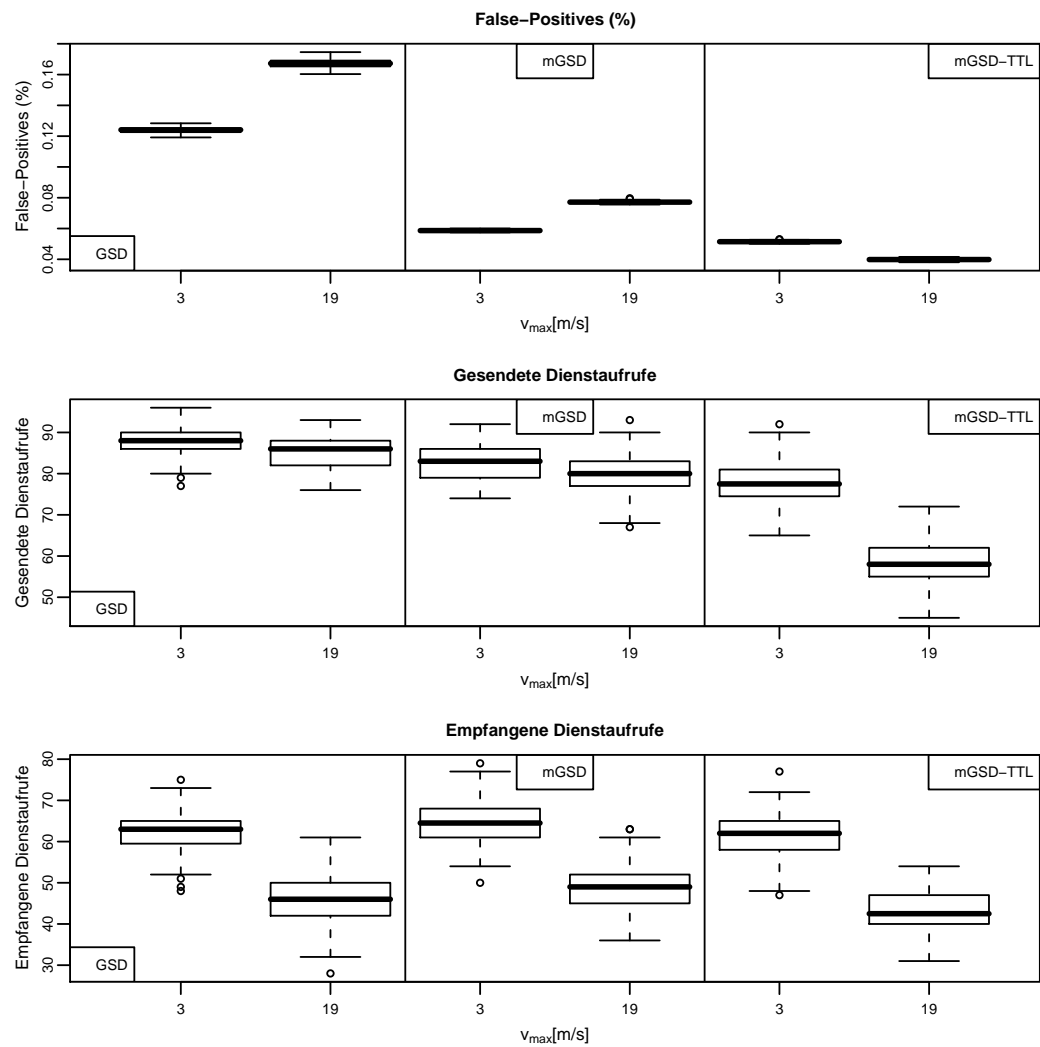 False−Positives (%)
False−Positives (%)
0.04 0.08 0.12 0.16
GSD
mGSD
mGSD−TTL
3 19 3 19 3 19
vmax[m/s]
Gesendete Dienstaufrufe
Gesendete Dienstaufrufe
50 60 70 80 90
GSD
mGSD
mGSD−TTL
3 19 3 19 3 19
vmax[m/s]
Empfangene Dienstaufrufe
Empfangene Dienstaufrufe
30 40 50 60 70 80
GSD
mGSD
mGSD−TTL
3 19 3 19 3 19
vmax[m/s]